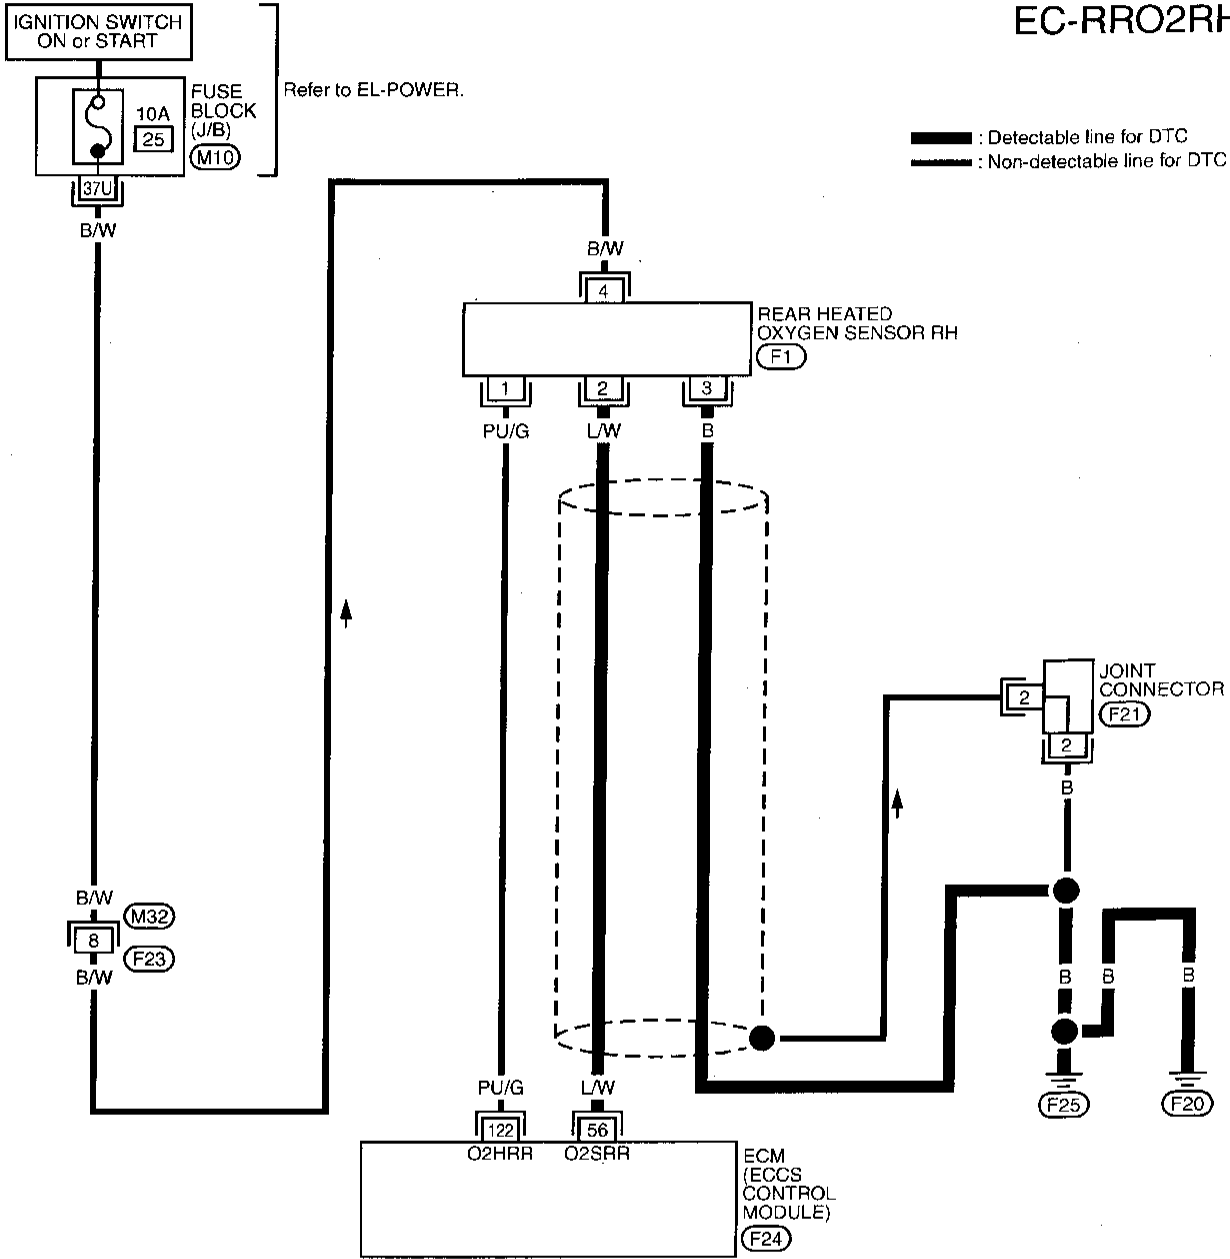 IGNITION SWITCH
ON or START
EC-RRO2RH
FUSE
BLOCK
(J/B)
M10
10A
25
37U
Refer to EL-POWER.
: Detectable line for DTC
: Non-detectable line for DTC
B/W
B/W
4
REAR HEATED
OXYGEN SENSOR RH
F1
1
2
3
PU/G
L/W
B
JOINT
CONNECTOR
F21
2
2
B
B/W
M32
8
F23
B/W
B
B
B
PU/G
L/W
F25
F20
122
56
O2HRR
O2SRR
ECM
(ECCS
CONTROL
MODULE)
F24